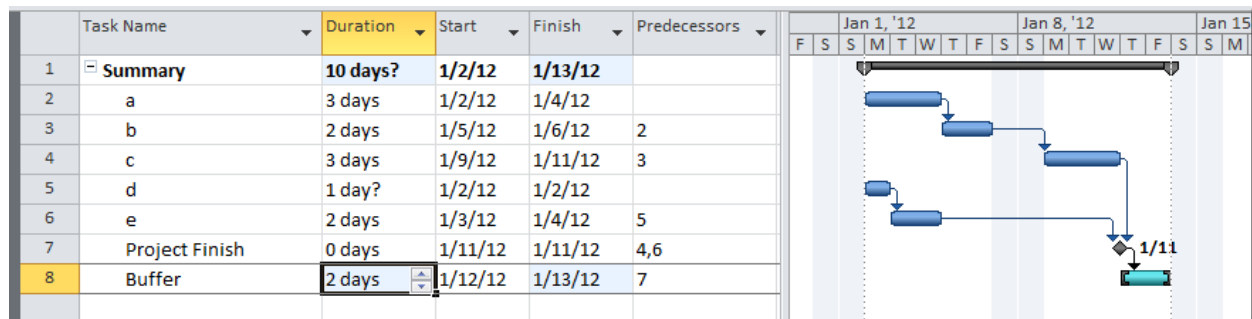 Task Name Duration Start Finish Predecessors Jan 1, '12 Jan 8, '12 Jan 15
F S S M T W T F S S M T W T F S S M
1 Summary 10 days? 1/2/12 1/13/12
2 a 3 days 1/2/12 1/4/12
3 b 2 days 1/5/12 1/6/12 2
4 c 3 days 1/9/12 1/11/12 3
5 d 1 day? 1/2/12 1/2/12
6 e 2 days 1/3/12 1/4/12 5
7 Project Finish 0 days 1/11/12 1/11/12 4,6 1/11
8 Buffer 2 days 1/12/12 1/13/12 7